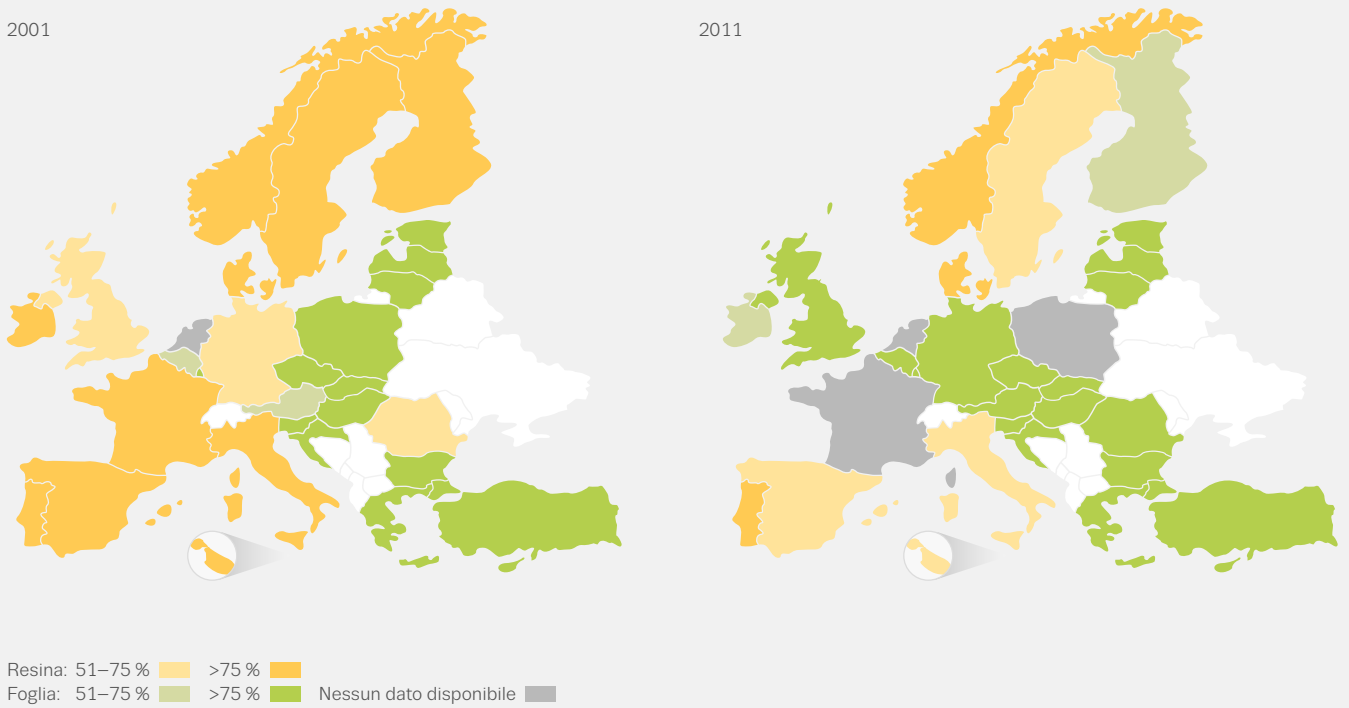 2001
2011
Resina: 51–75 % >75 %
Foglia: 51–75 % >75 % Nessun dato disponibile